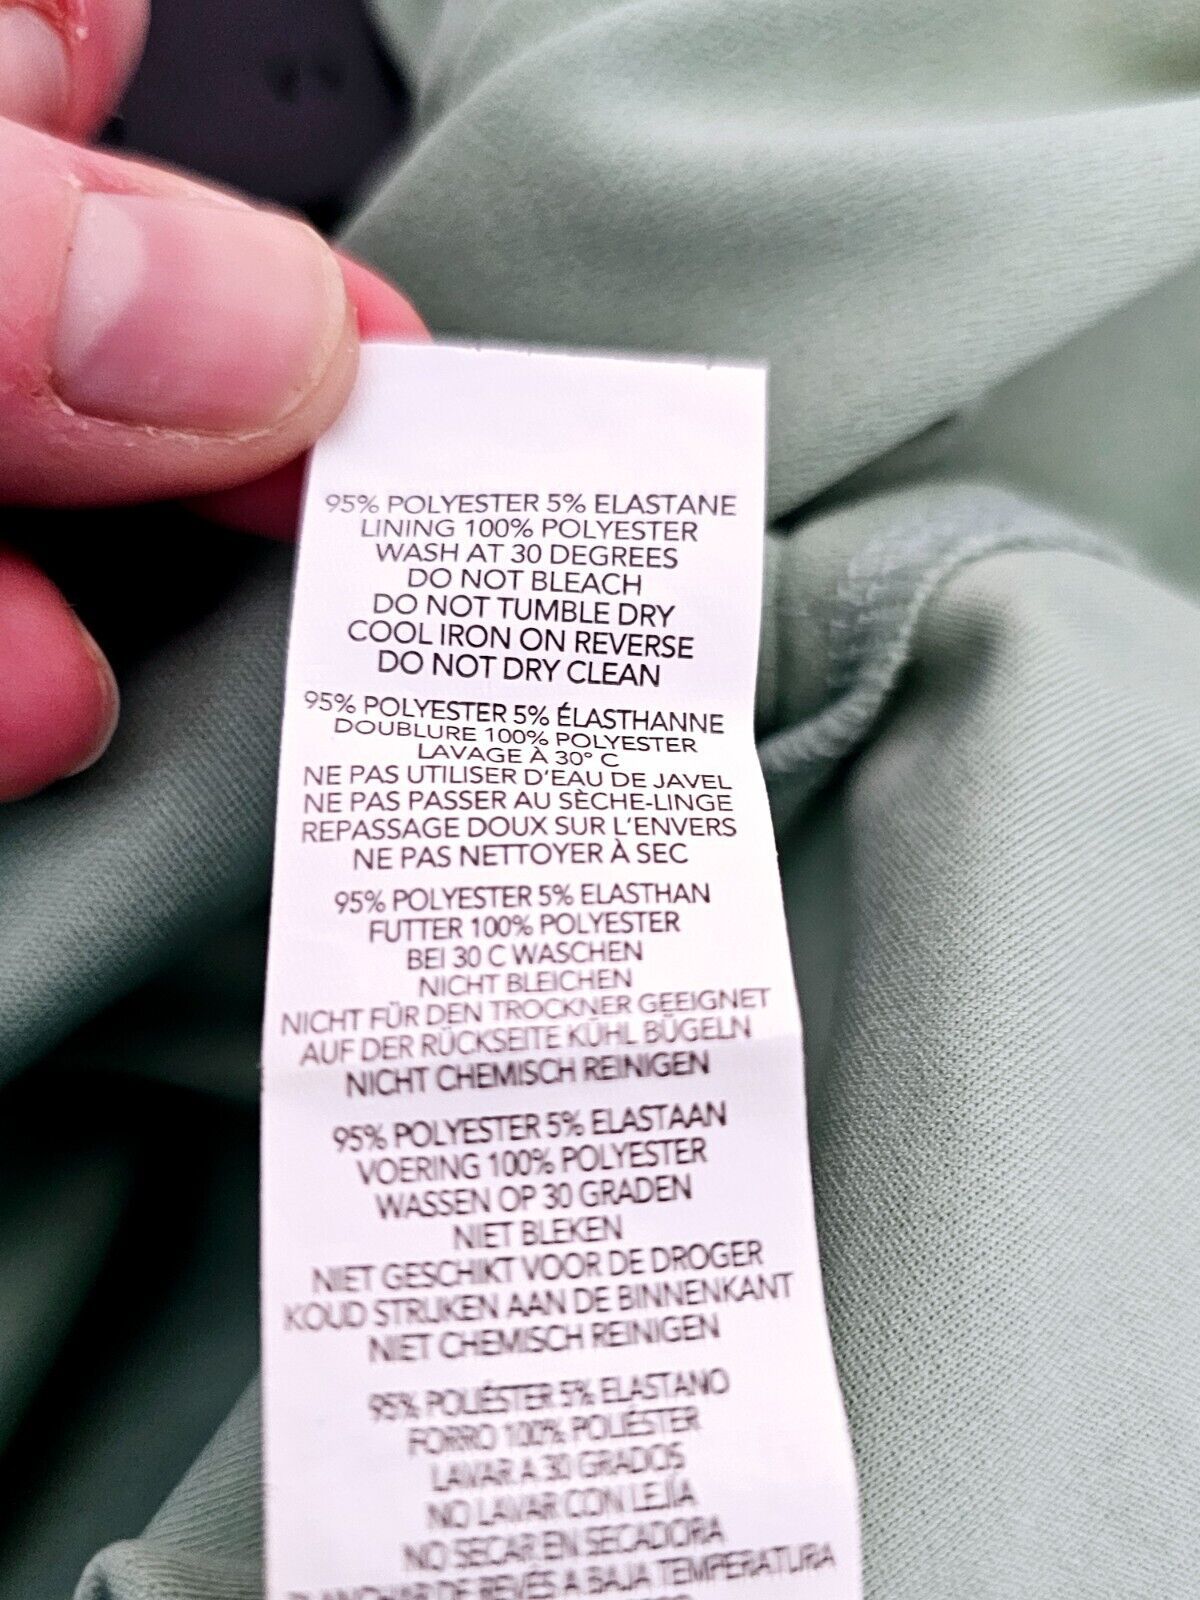 95% POLYESTER 5% ELASTANE
LINING 100% POLYESTER
WASH AT 30 DEGREES
DO NOT BLEACH
DO NOT TUMBLE DRY
COOL IRON ON REVERSE
DO NOT DRY CLEAN
95% POLYESTER 5% ÉLASTHANNE
DOUBLURE 100% POLYESTER
LAVAGE À 30° C
NE PAS UTILISER D'EAU DE JAVEL
NE PAS PASSER AU SÈCHE-LINGE
REPASSAGE DOUX SUR L'ENVERS
NE PAS NETTOYER À SEC
95% POLYESTER 5% ELASTHAN
FUTTER 100% POLYESTER
BEI 30 C WASCHEN
NICHT BLEICHEN
NICHT FÜR DEN TROCKNER GEEIGNET
AUF DER RÜCKSEITE KÜHL BÜGELN
NICHT CHEMISCH REINIGEN
95% POLYESTER 5% ELASTAAN
VOERING 100% POLYESTER
WASSEN OP 30 GRADEN
NIET BLEKEN
NIET GESCHIKT VOOR DE DROGER
KOUD STRIJKEN AAN DE BINNENKANT
NIET CHEMISCH REINIGEN
95% POLIÉSTER 5% ELASTANO
FORRO 100% POLIÉSTER
LAVAR A 30 GRADOS
NO LAVAR CON LEJÍA
NO SECAR EN SECADORA
PLANCHAR DE REVÉS A BAJA TEMPERATURA